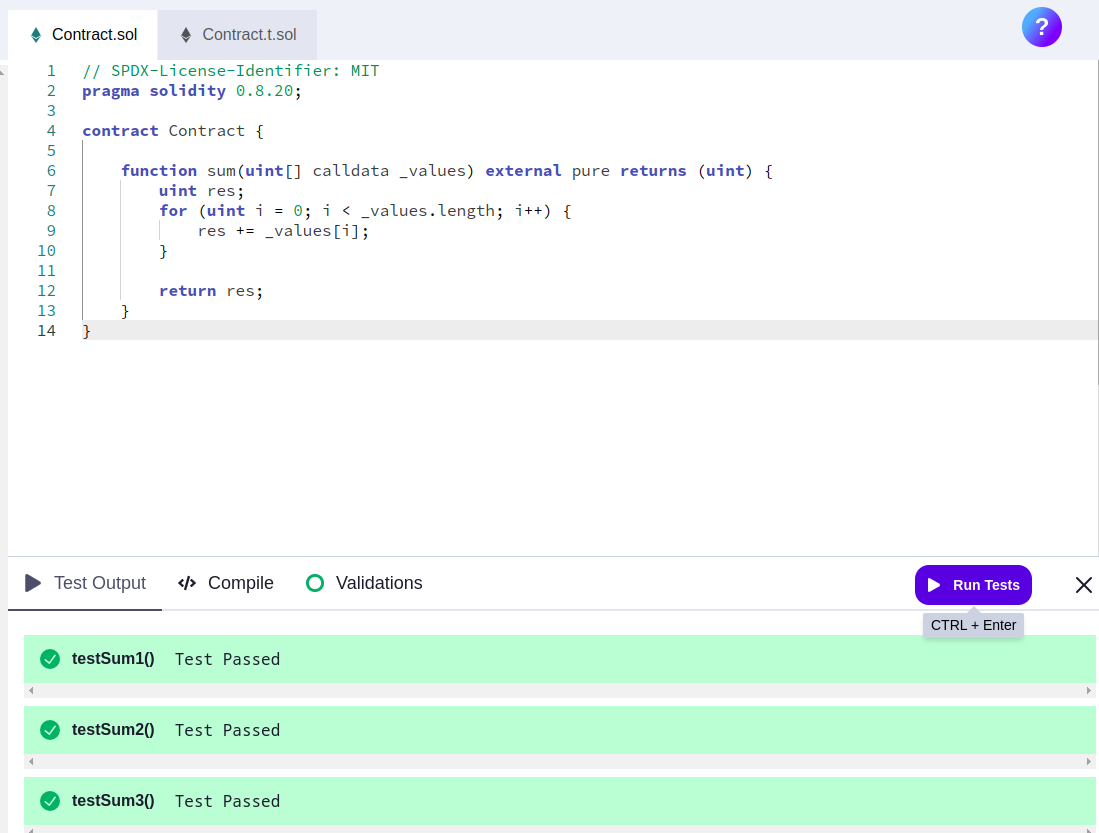 Contract.sol
Contract.t.sol
?
1 // SPDX-License-Identifier: MIT
2 pragma solidity 0.8.20;
3
4 contract Contract {
5
6     function sum(uint[] calldata _values) external pure returns (uint) {
7         uint res;
8         for (uint i = 0; i < _values.length; i++) {
9             res += _values[i];
10         }
11
12         return res;
13     }
14 }
Test Output
</> Compile
Validations
Run Tests
CTRL + Enter
testSum1() Test Passed
testSum2() Test Passed
testSum3() Test Passed